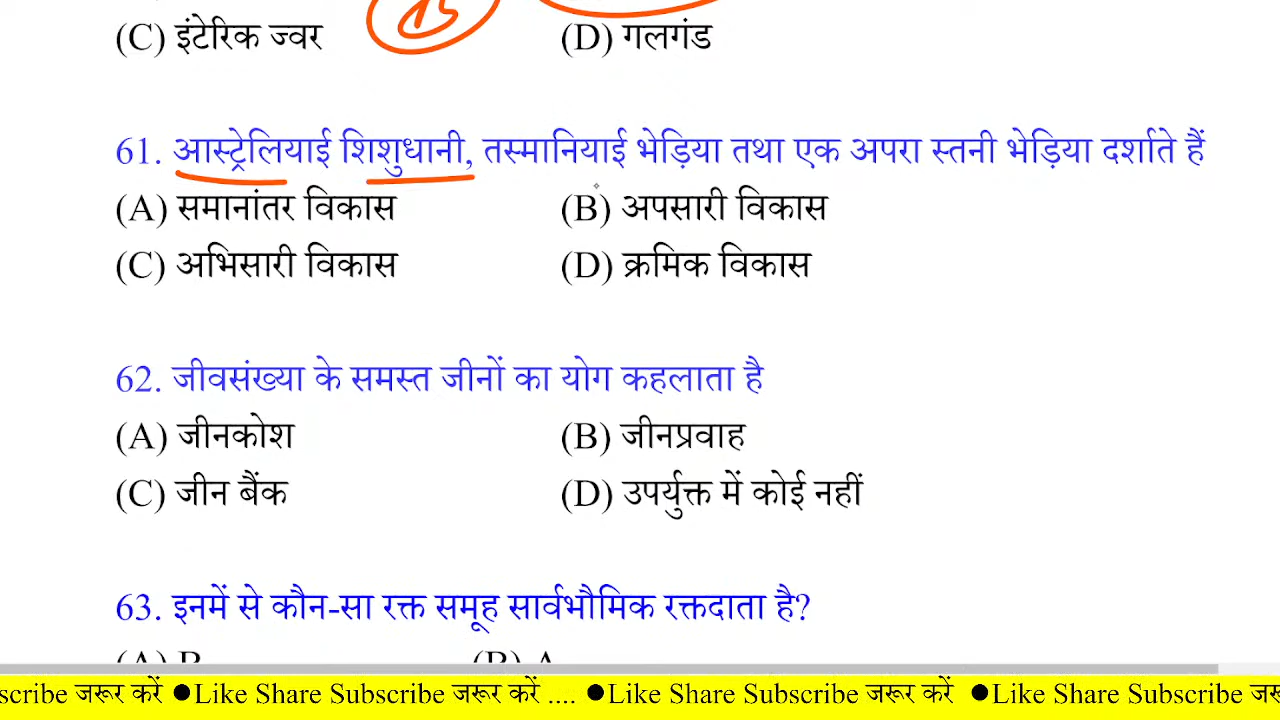 (C) इंटेरिक ज्वर (D) गलगंड
61. आस्ट्रेलियाई शिशुधानी, तस्मानियाई भेड़िया तथा एक अपरा स्तनी भेड़िया दर्शाते हैं
(A) समानांतर विकास (B) अपसारी विकास
(C) अभिसारी विकास (D) क्रमिक विकास
62. जीवसंख्या के समस्त जीनों का योग कहलाता है
(A) जीनकोश (B) जीनप्रवाह
(C) जीन बैंक (D) उपर्युक्त में कोई नहीं
63. इनमें से कौन-सा रक्त समूह सार्वभौमिक रक्तदाता है?
(A) B (B) A
scribe जरूर करें ●Like Share Subscribe जरूर करें .... ●Like Share Subscribe जरूर करें ●Like Share Subscribe जरूर करें